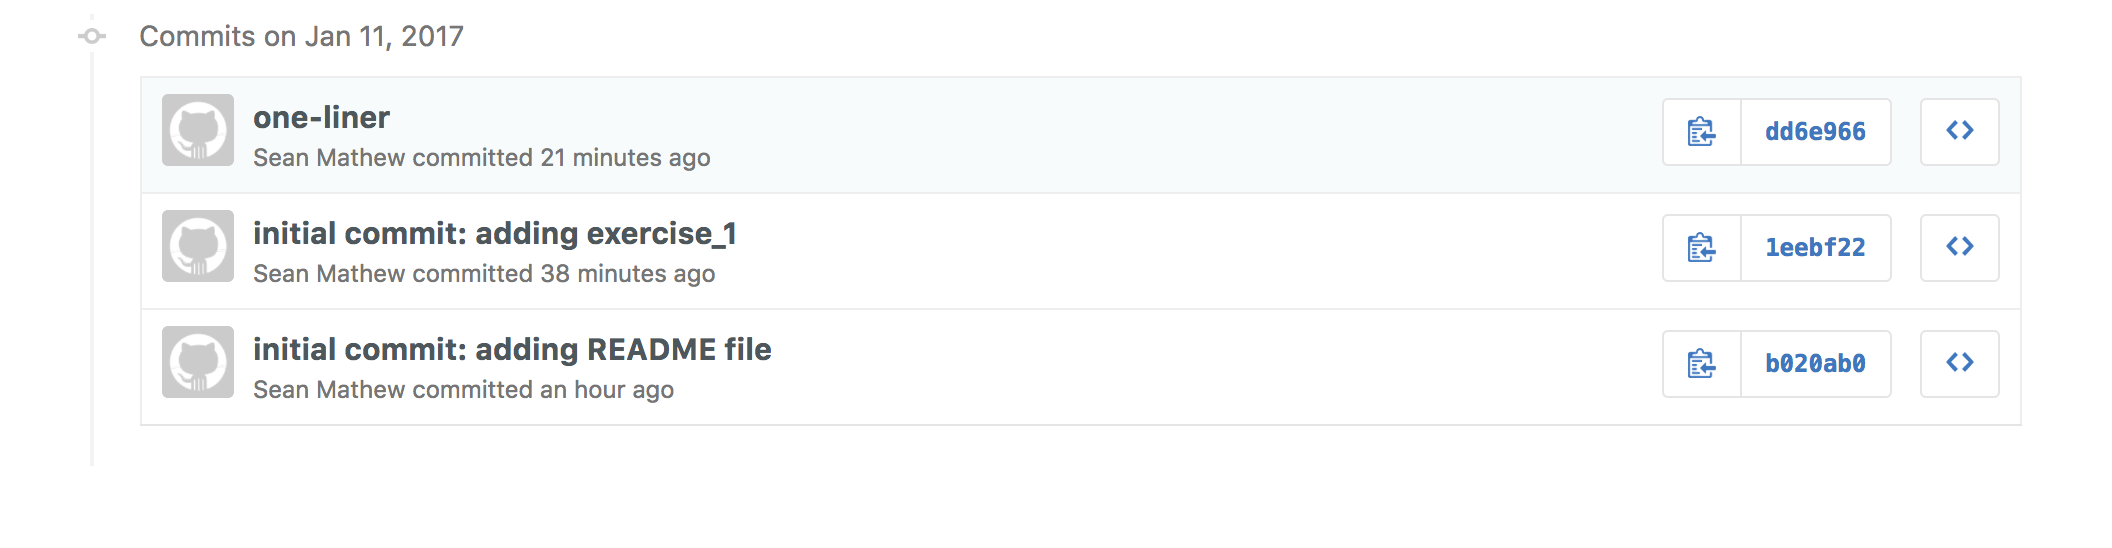 Commits on Jan 11, 2017
one-liner
Sean Mathew committed 21 minutes ago
dd6e966
initial commit: adding exercise_1
Sean Mathew committed 38 minutes ago
1eebf22
initial commit: adding README file
Sean Mathew committed an hour ago
b020ab0